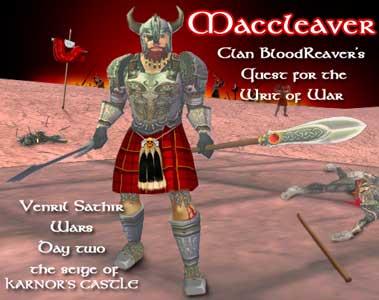 Maccleaver
Clan BloodReaver's
Quest for the
Writ of War
Venril Sathir
Wars
Day two
the seige of
KARNOR'S CASTLE